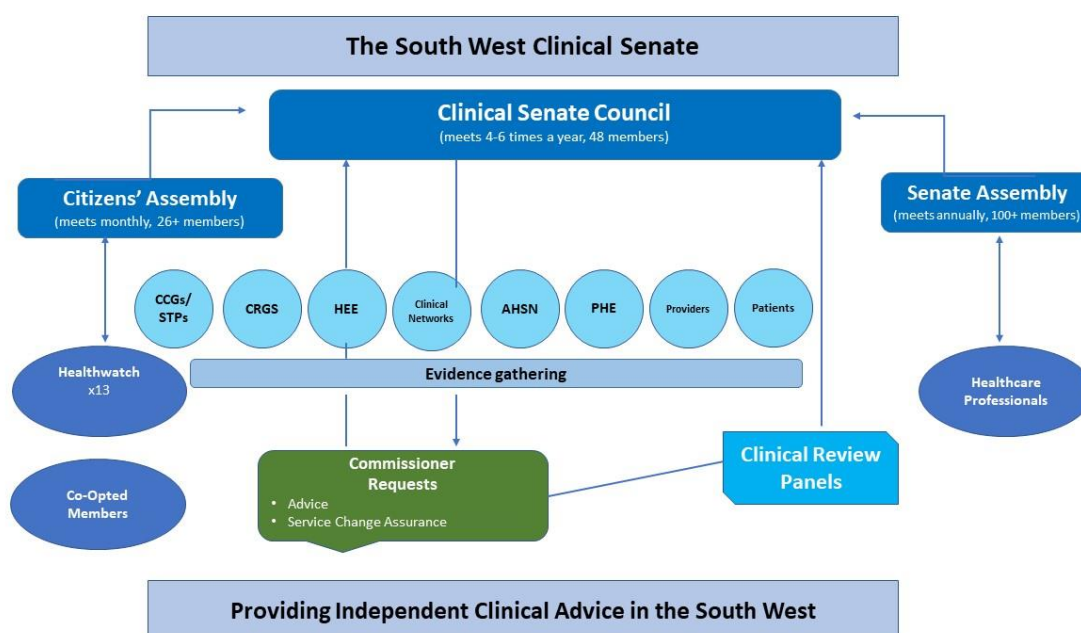 The South West Clinical Senate
Clinical Senate Council
(meets 4-6 times a year, 48 members)
Citizens’ Assembly
(meets monthly, 26+ members)
Senate Assembly
(meets annually, 100+ members)
CCGs/
STPs
CRGS
HEE
Clinical
Networks
AHSN
PHE
Providers
Patients
Evidence gathering
Healthwatch
x13
Healthcare
Professionals
Commissioner
Requests
• Advice
• Service Change Assurance
Clinical Review
Panels
Co-Opted
Members
Providing Independent Clinical Advice in the South West